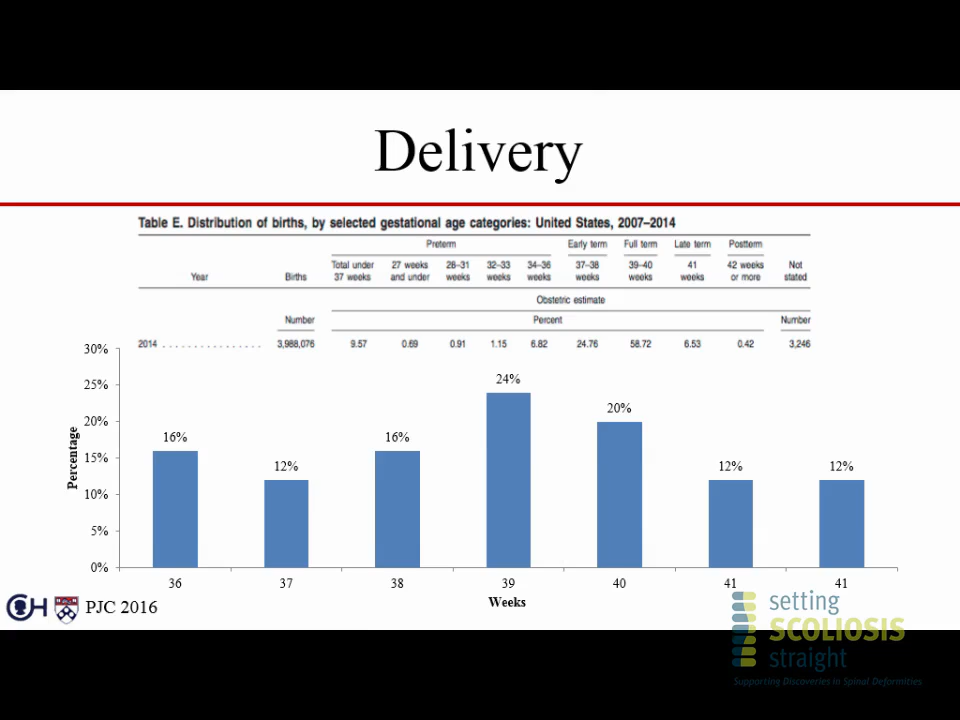 Delivery
Table E. Distribution of births, by selected gestational age categories: United States, 2007–2014
Preterm Early term Full term Late term Postterm
Year Births Total under 37 weeks 27 weeks and under 28–31 weeks 32–33 weeks 34–36 weeks 37–38 weeks 39–40 weeks 41 weeks 42 weeks or more Not stated
Obstetric estimate
Number Percent Number
2014 . . . . . . . . . . . . . . . . . 3,988,076 9.57 0.69 0.91 1.15 6.82 24.76 58.72 6.53 0.42 3,246
30%
25%
20%
15%
10%
5%
0%
Percentage
16% 12% 16% 24% 20% 12% 12%
36 37 38 39 40 41 41
Weeks
CH PJC 2016
setting
SCOLIOSIS
straight
Supporting Discoveries in Spinal Deformities